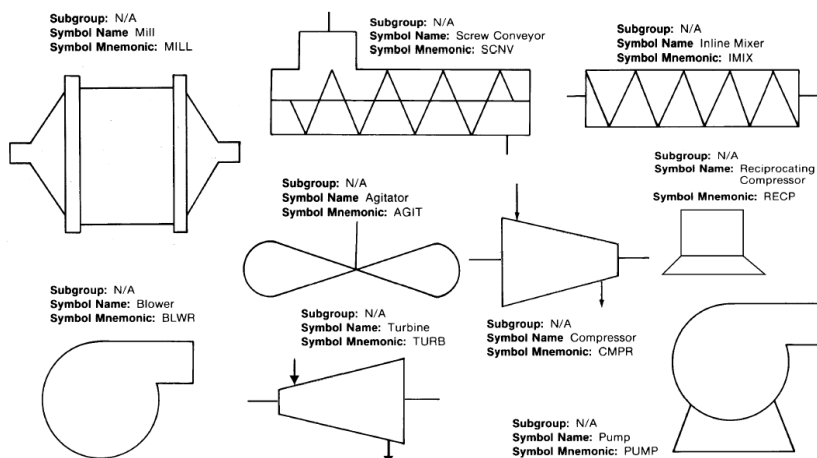 Subgroup: N/A
Symbol Name Mill
Symbol Mnemonic: MILL
Subgroup: N/A
Symbol Name: Screw Conveyor
Symbol Mnemonic: SCNV
Subgroup: N/A
Symbol Name Inline Mixer
Symbol Mnemonic: IMIX
Subgroup: N/A
Symbol Name: Reciprocating
Compressor
Symbol Mnemonic: RECP
Subgroup: N/A
Symbol Name Agitator
Symbol Mnemonic: AGIT
Subgroup: N/A
Symbol Name: Blower
Symbol Mnemonic: BLWR
Subgroup: N/A
Symbol Name: Turbine
Symbol Mnemonic: TURB
Subgroup: N/A
Symbol Name Compressor
Symbol Mnemonic: CMPR
Subgroup: N/A
Symbol Name: Pump
Symbol Mnemonic: PUMP